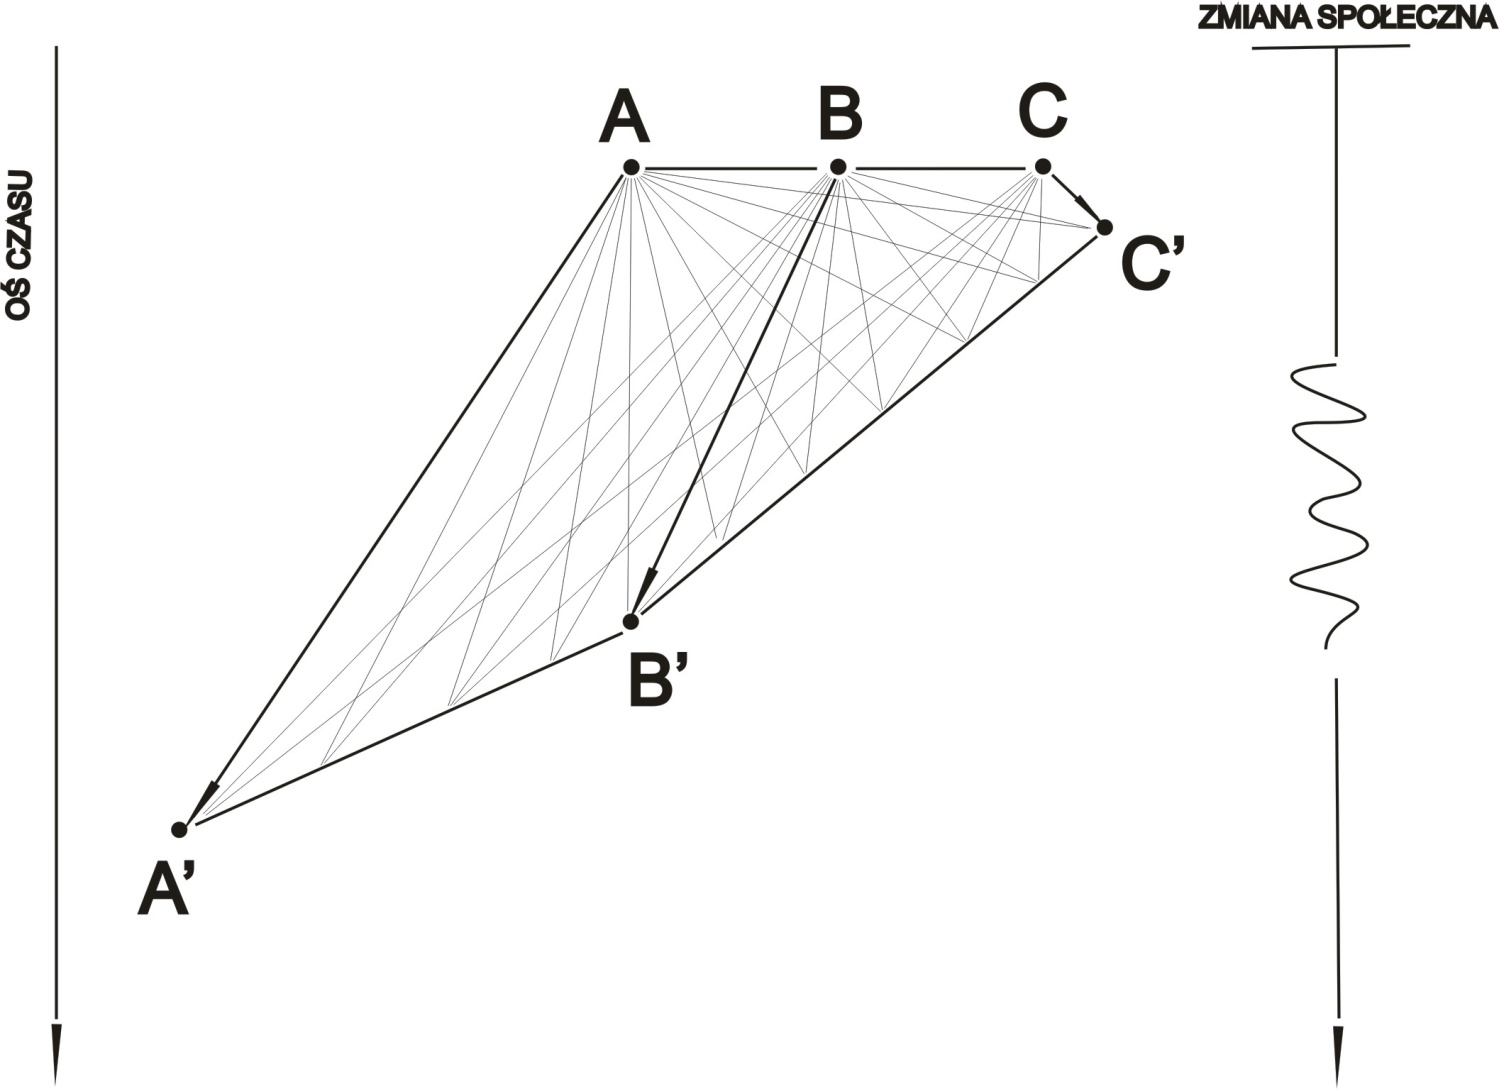 ZMIANA SPOŁECZNA
OŚ CZASU
A B C
C’
B’
A’